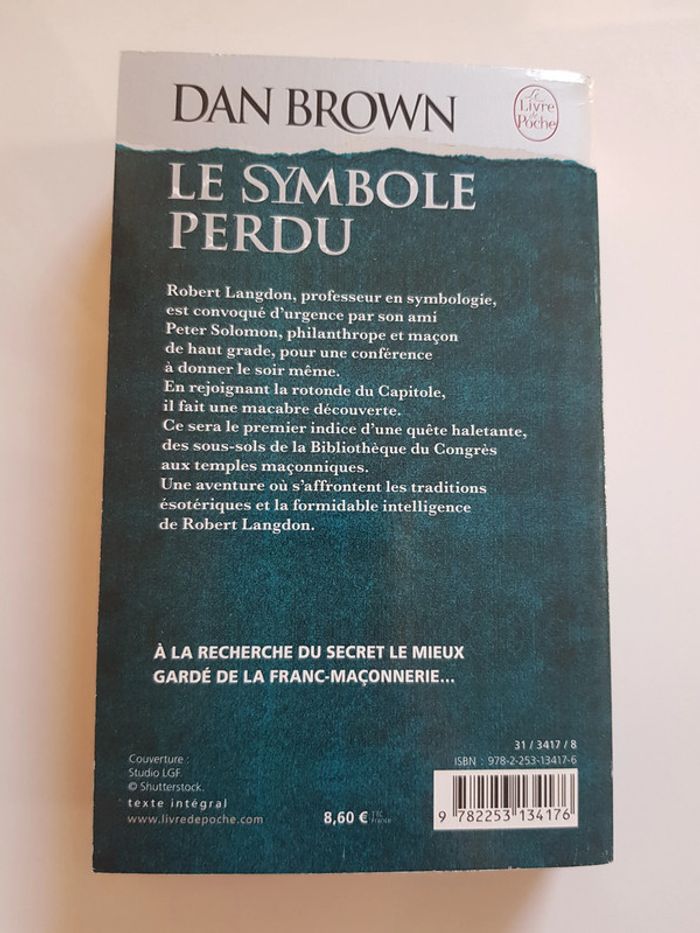 DAN BROWN
Le Livre de Poche
LE SYMBOLE
PERDU
Robert Langdon, professeur en symbologie,
est convoqué d'urgence par son ami
Peter Solomon, philanthrope et maçon
de haut grade, pour une conférence
à donner le soir même.
En rejoignant la rotonde du Capitole,
il fait une macabre découverte.
Ce sera le premier indice d'une quête haletante,
des sous-sols de la Bibliothèque du Congrès
aux temples maçonniques.
Une aventure où s'affrontent les traditions
ésotériques et la formidable intelligence
de Robert Langdon.
À LA RECHERCHE DU SECRET LE MIEUX
GARDÉ DE LA FRANC-MAÇONNERIE...
Couverture :
Studio LGF.
© Shutterstock.
texte intégral
www.livredepoche.com
8,60 € TTC France
31 / 3417 / 8
ISBN : 978-2-253-13417-6
9 782253 134176